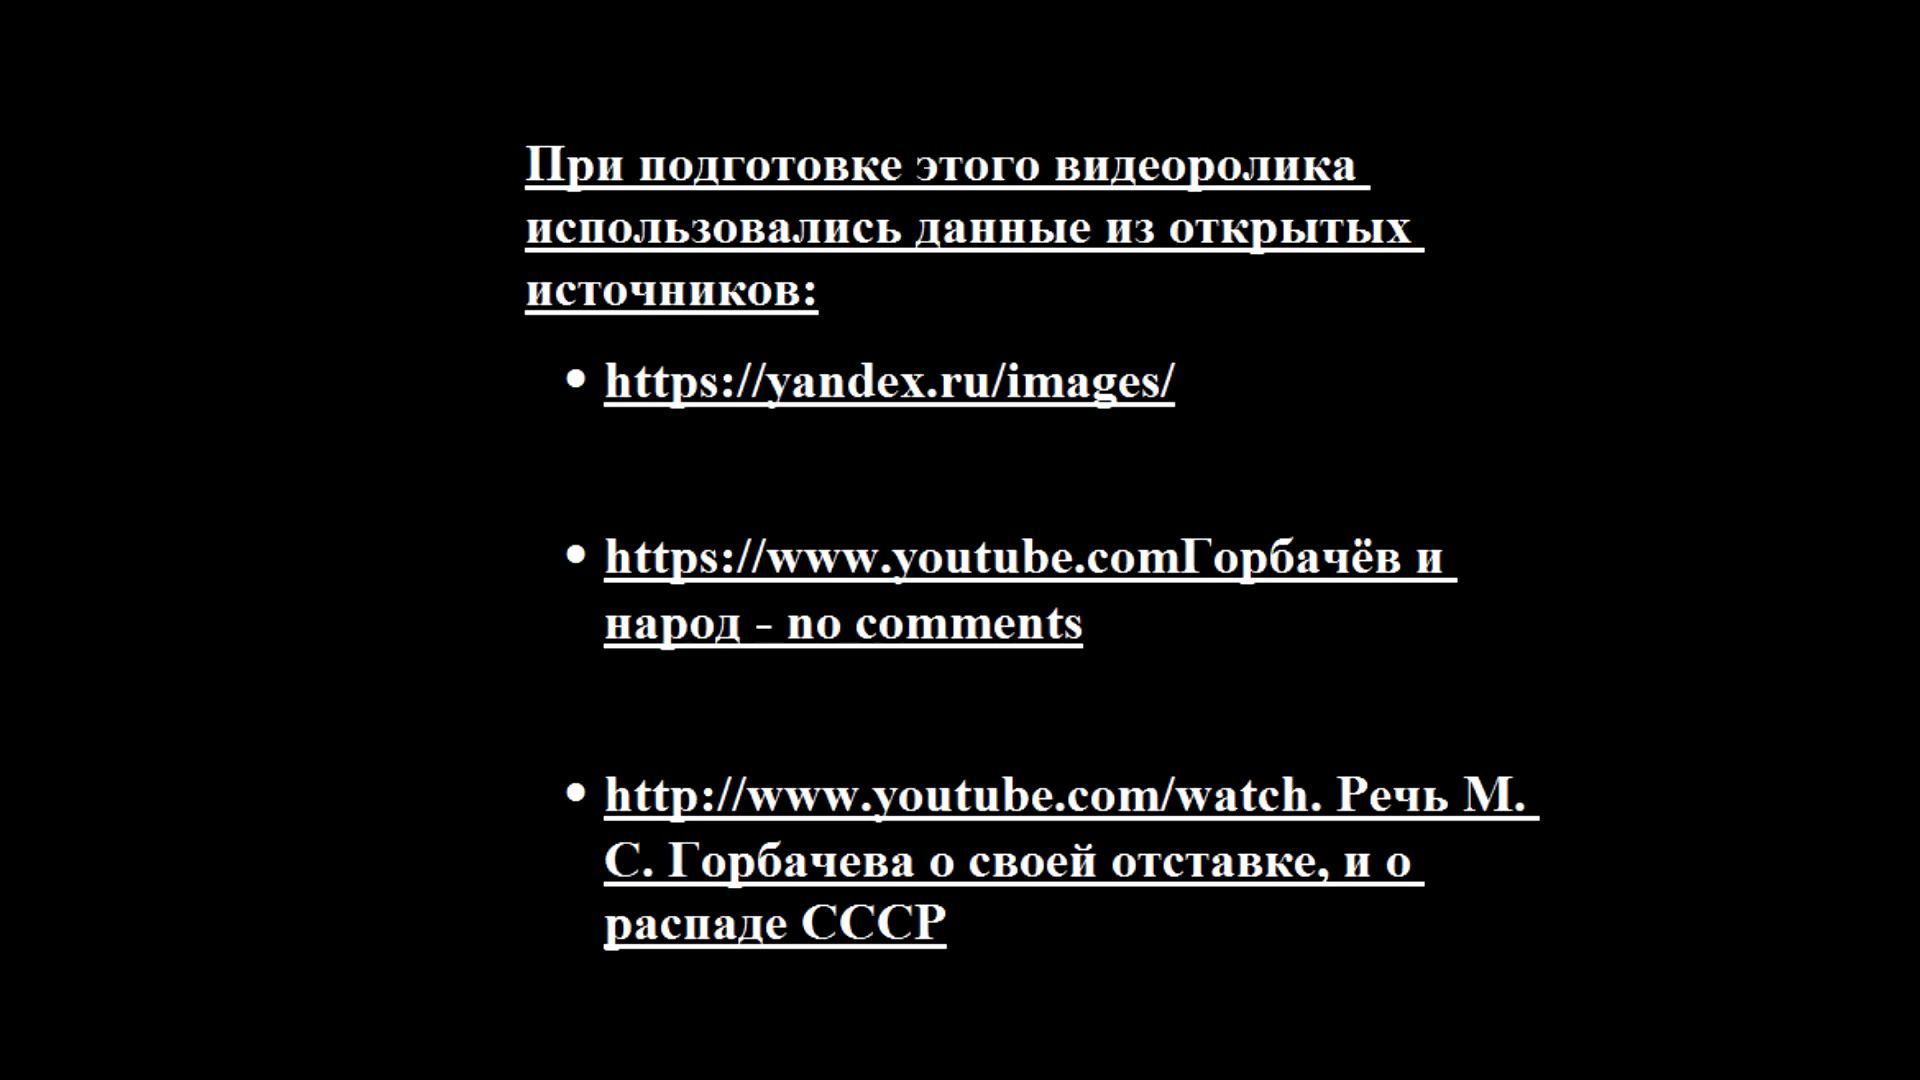 При подготовке этого видеоролика
использовались данные из открытых
источников:
• https://yandex.ru/images/
• https://www.youtube.comГорбачёв и
народ - no comments
• http://www.youtube.com/watch. Речь М.
С. Горбачева о своей отставке, и о
распаде СССР